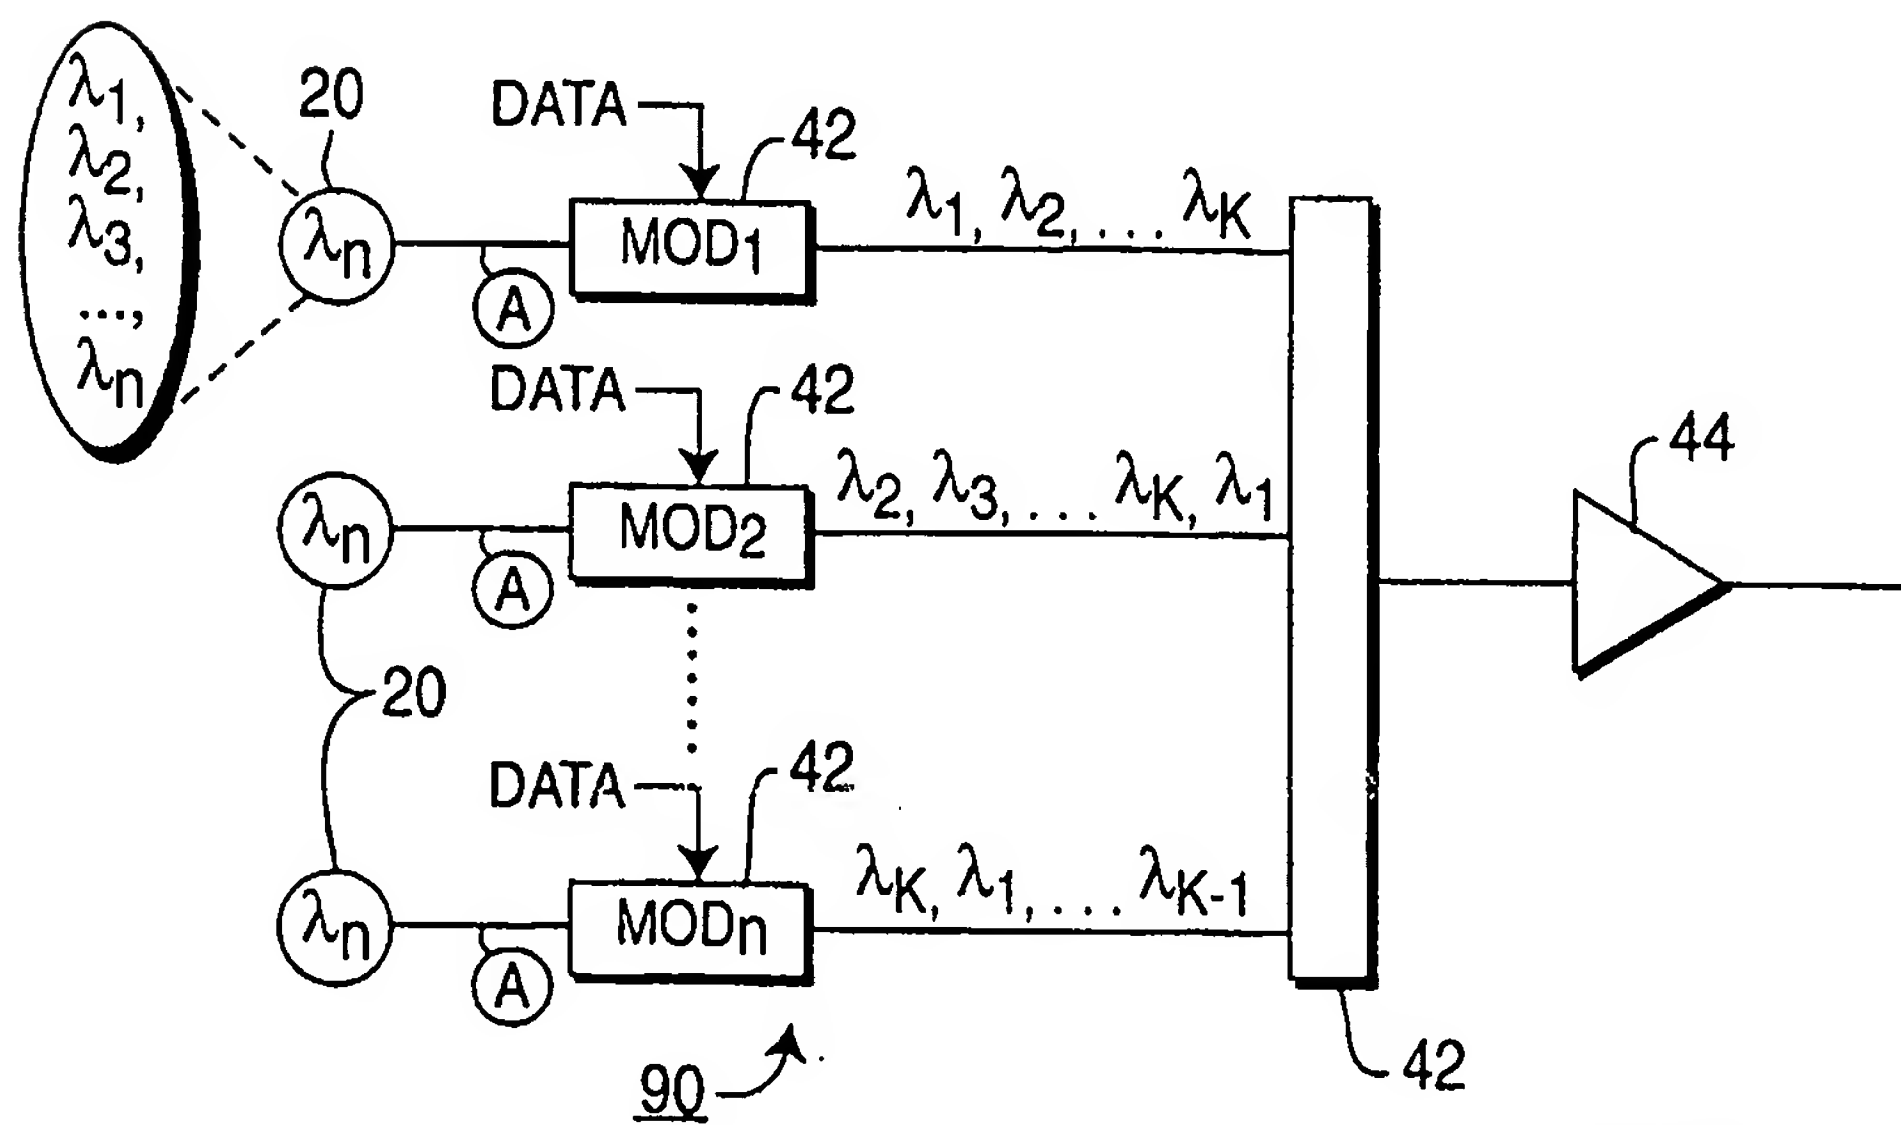 λ1,
λ2,
λ3,
...,
λn
20
λn
DATA
42
MOD1
A
λ1, λ2, ... λK
DATA
42
λn
MOD2
A
λ2, λ3, ... λK, λ1
44
20
DATA
42
λn
MODn
A
λK, λ1, ... λK-1
42
90